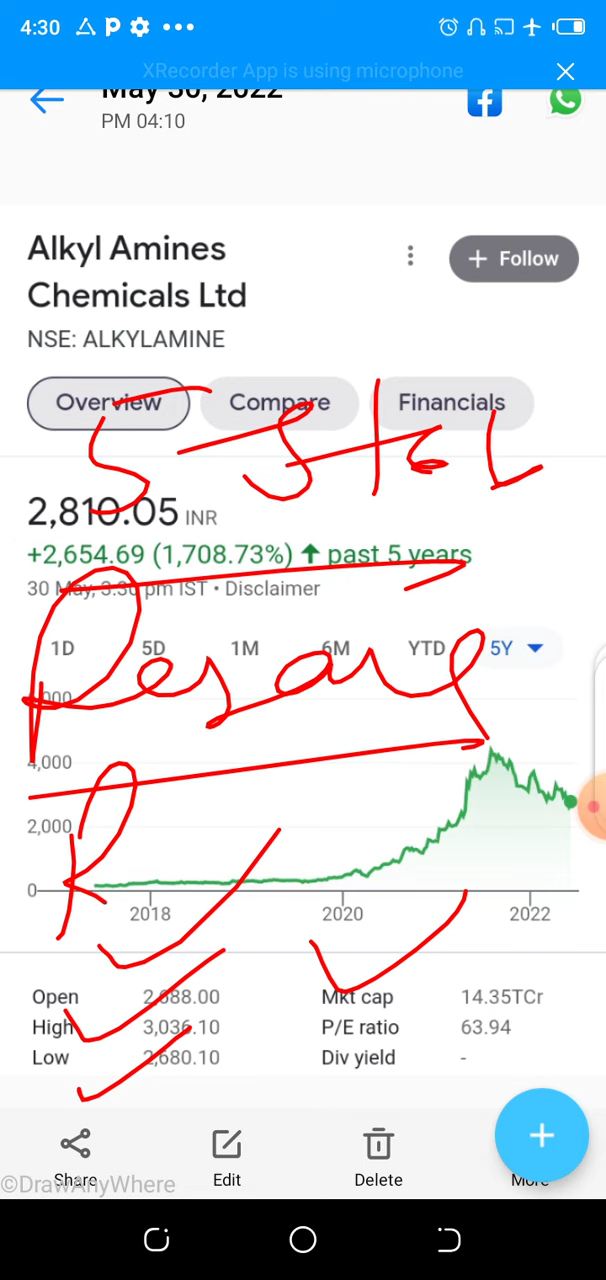 4:30
XRecorder App is using microphone
May 30, 2022
PM 04:10
Alkyl Amines
Chemicals Ltd
+ Follow
NSE: ALKYLAMINE
Overview Compare Financials
2,810.05 INR
+2,654.69 (1,708.73%) ↑ past 5 years
30 May, 3:30 pm IST • Disclaimer
1D 5D 1M 6M YTD 5Y
4,000
2,000
0
2018 2020 2022
Open 2,688.00 Mkt cap 14.35TCr
High 3,036.10 P/E ratio 63.94
Low 2,680.10 Div yield -
Share Edit Delete More
©DrawAnyWhere